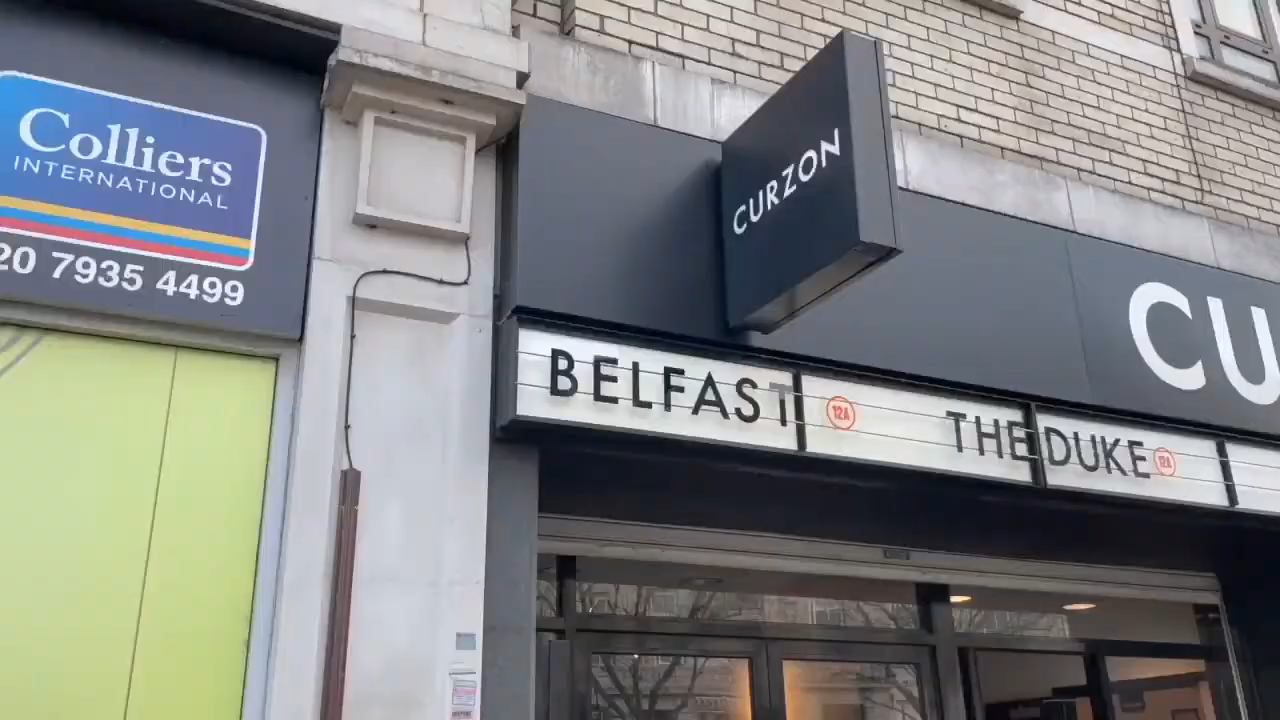 Colliers
INTERNATIONAL
20 7935 4499
CURZON
CU
BELFAST 12A THE DUKE 12A